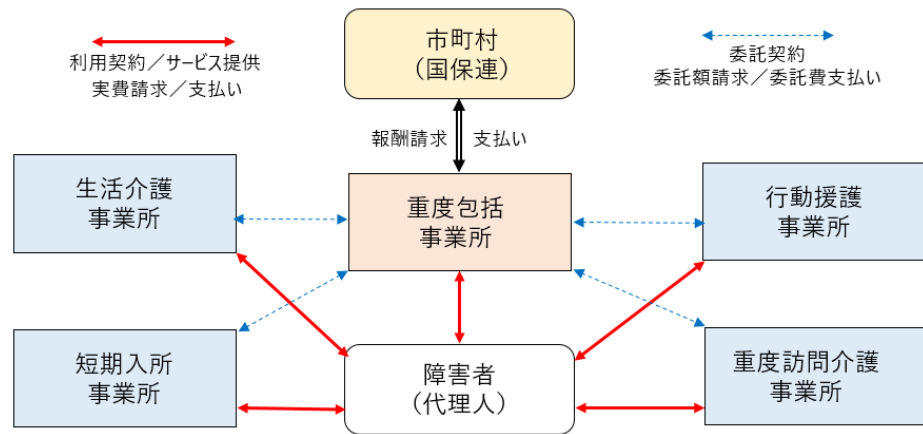 市町村
（国保連）
利用契約／サービス提供
実費請求／支払い
委託契約
委託額請求／委託費支払い
報酬請求
支払い
生活介護
事業所
重度包括
事業所
行動援護
事業所
短期入所
事業所
障害者
（代理人）
重度訪問介護
事業所